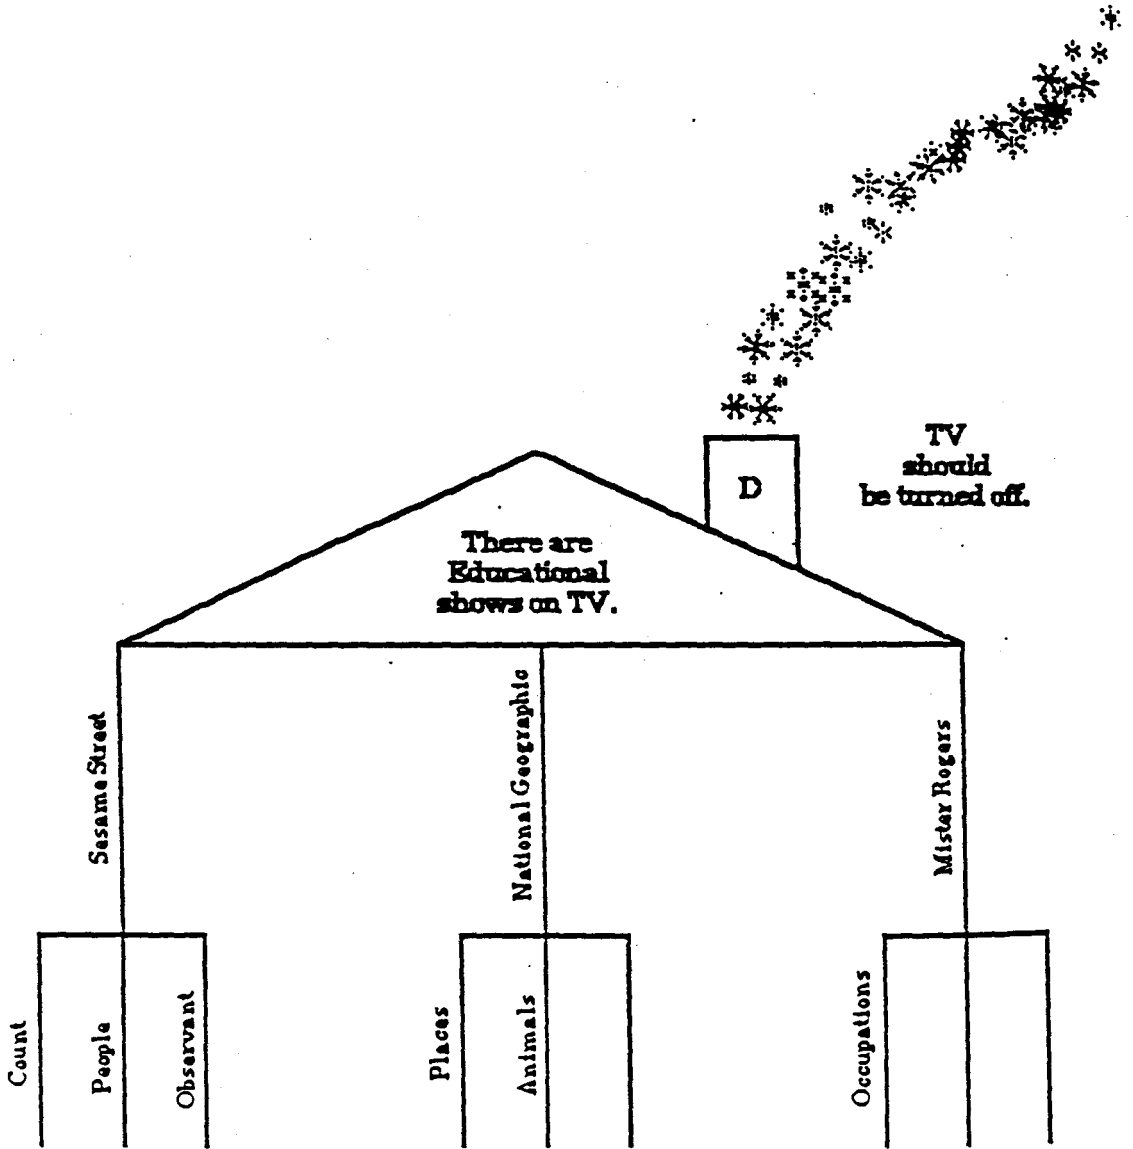 TV
should
be turned off.
D
There are
Educational
shows on TV.
Sesame Street
National Geographic
Mister Rogers
Count
People
Observant
Places
Animals
Occupations